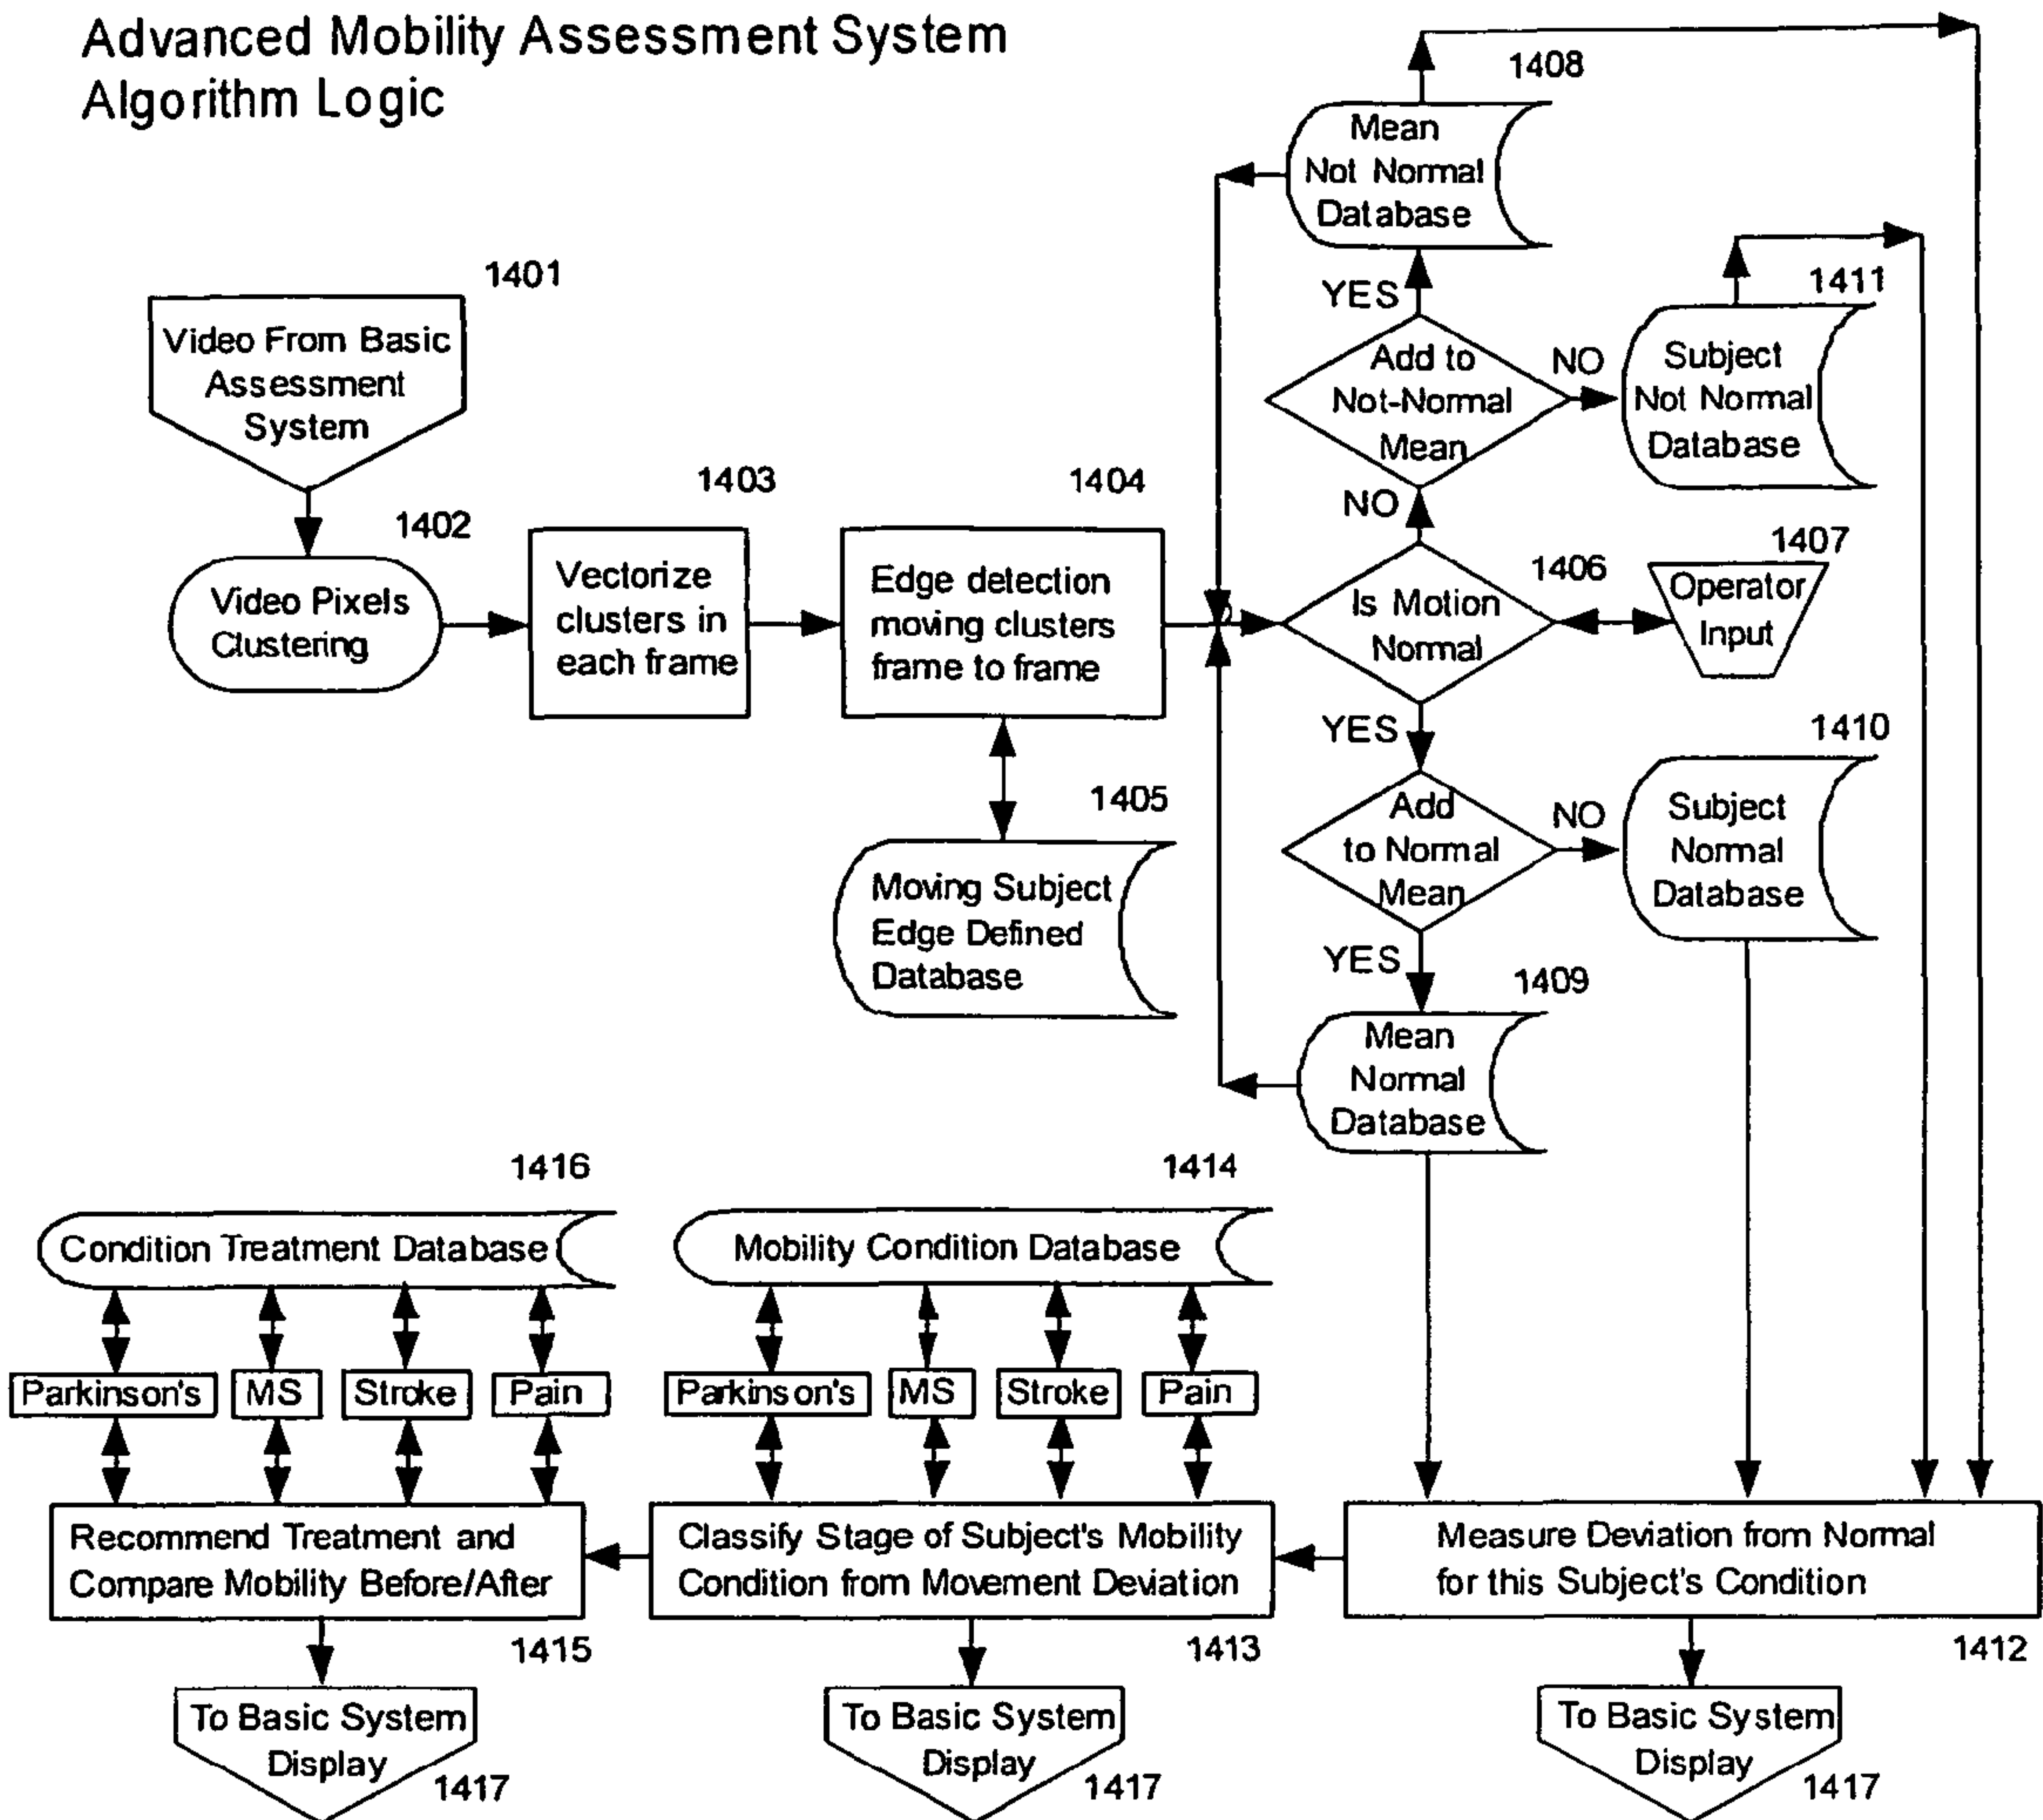 Advanced Mobility Assessment System
Algorithm Logic
1408
Mean
Not Normal
Database
1401
Video From Basic
Assessment
System
YES
1411
Add to
Not-Normal
Mean
NO
Subject
Not Normal
Database
1402
1403
1404
NO
Video Pixels
Clustering
Vectorize
clusters in
each frame
Edge detection
moving clusters
frame to frame
Is Motion
Normal
1406
1407
Operator
Input
YES
1410
1405
Add
to Normal
Mean
NO
Subject
Normal
Database
Moving Subject
Edge Defined
Database
YES
1409
Mean
Normal
Database
1416
1414
Condition Treatment Database
Mobility Condition Database
Parkinson's
MS
Stroke
Pain
Parkinson's
MS
Stroke
Pain
Recommend Treatment and
Compare Mobility Before/After
Classify Stage of Subject's Mobility
Condition from Movement Deviation
Measure Deviation from Normal
for this Subject's Condition
1415
1413
1412
To Basic System
Display
1417
To Basic System
Display
1417
To Basic System
Display
1417